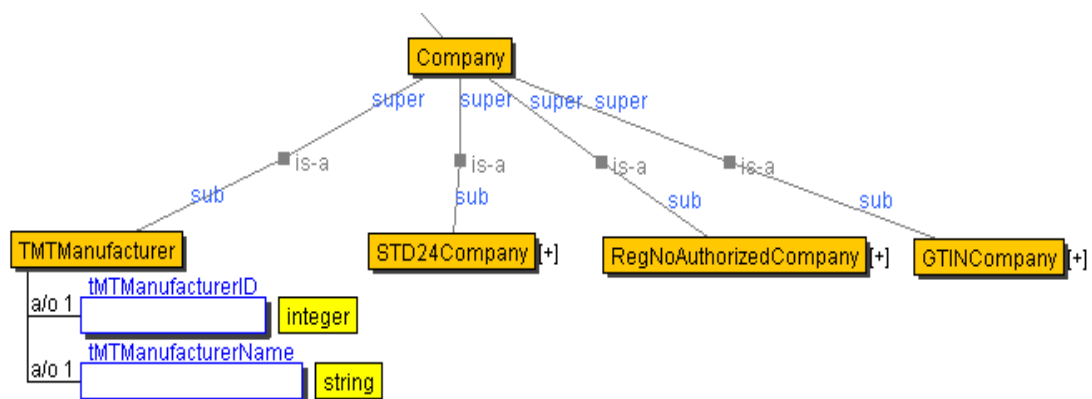 Company
super super super super
is-a is-a is-a is-a
sub sub sub sub
TMTManufacturer STD24Company [+] RegNoAuthorizedCompany [+] GTINCompany [+]
tMTManufacturerID
a/o 1 integer
tMTManufacturerName
a/o 1 string